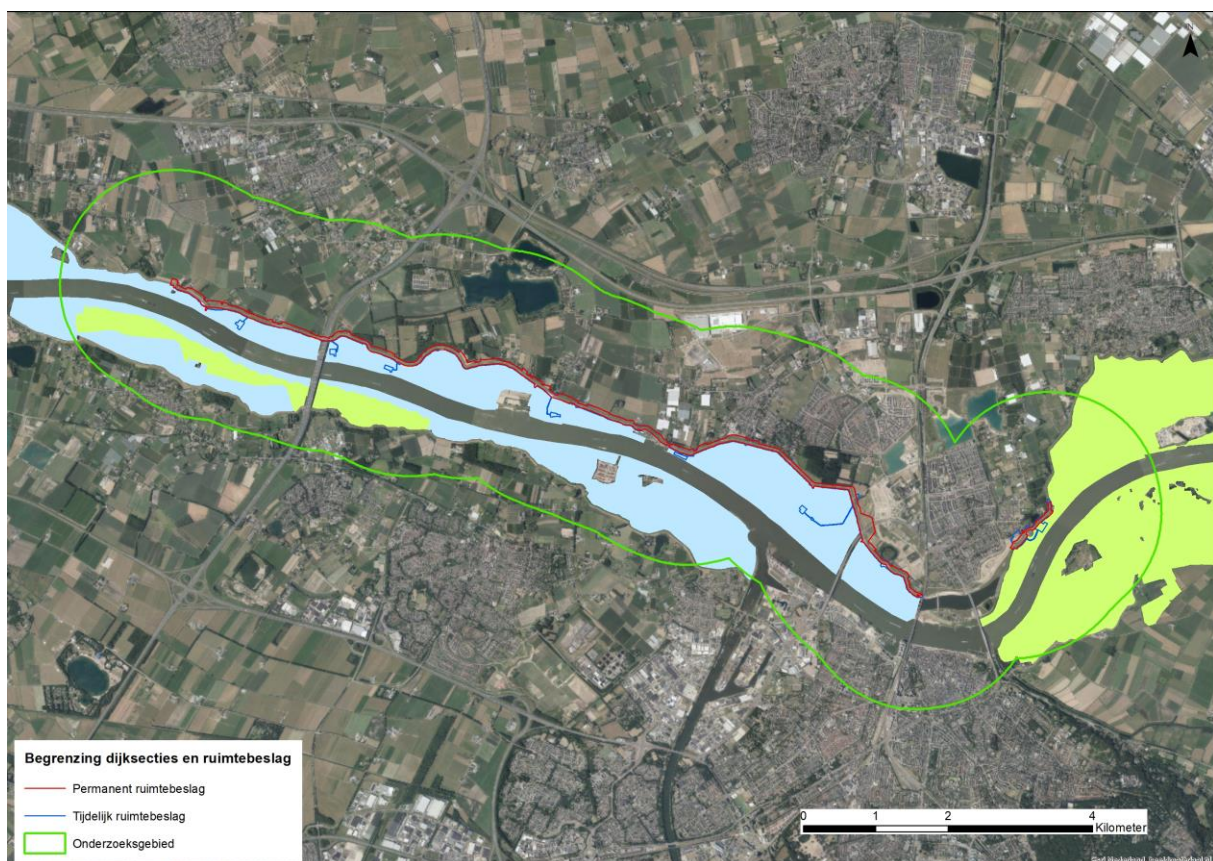 N
Begrenzing dijksecties en ruimtebeslag
Permanent ruimtebeslag
Tijdelijk ruimtebeslag
Onderzoeksgebied
0 1 2 4
Kilometer